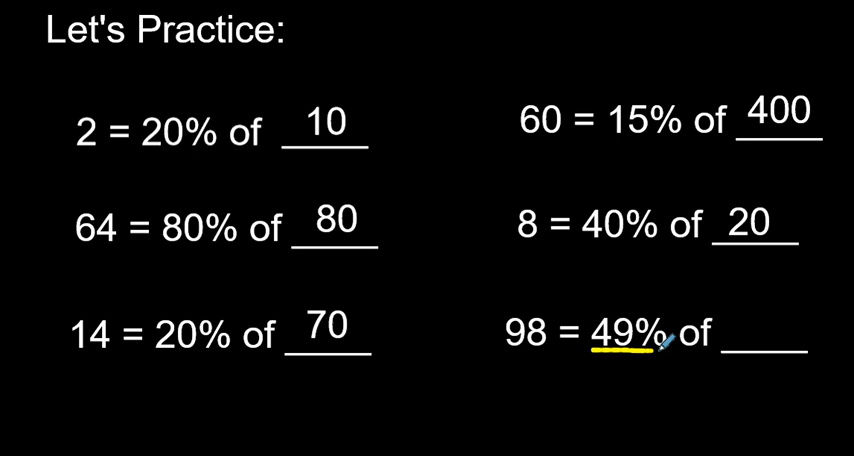 Let's Practice:
2 = 20% of 10
60 = 15% of 400
64 = 80% of 80
8 = 40% of 20
14 = 20% of 70
98 = 49% of